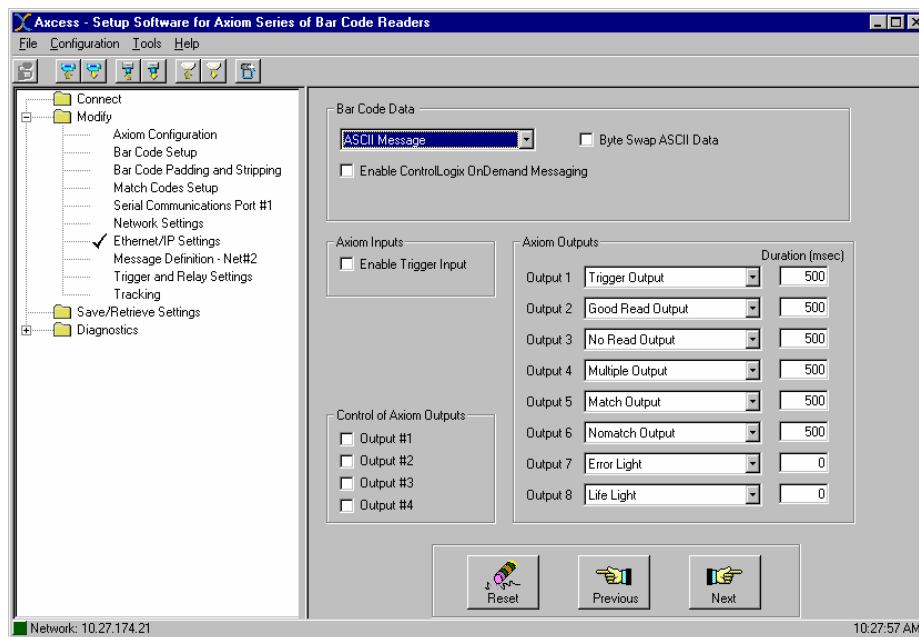 Axcess - Setup Software for Axiom Series of Bar Code Readers
File Configuration Tools Help
Connect
Modify
Axiom Configuration
Bar Code Setup
Bar Code Padding and Stripping
Match Codes Setup
Serial Communications Port #1
Network Settings
Ethernet/IP Settings
Message Definition - Net#2
Trigger and Relay Settings
Tracking
Save/Retrieve Settings
Diagnostics
Bar Code Data
ASCII Message
Byte Swap ASCII Data
Enable ControlLogix OnDemand Messaging
Axiom Inputs
Enable Trigger Input
Control of Axiom Outputs
Output #1
Output #2
Output #3
Output #4
Axiom Outputs
Duration (msec)
Output 1 Trigger Output 500
Output 2 Good Read Output 500
Output 3 No Read Output 500
Output 4 Multiple Output 500
Output 5 Match Output 500
Output 6 Nomatch Output 500
Output 7 Error Light 0
Output 8 Life Light 0
Reset Previous Next
Network: 10.27.174.21 10:27:57 AM